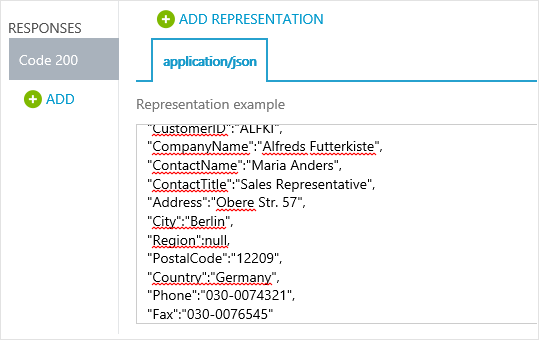 ADD REPRESENTATION
RESPONSES
Code 200
application/json
ADD
Representation example
"CustomerID":"ALFKI",
"CompanyName":"Alfreds Futterkiste",
"ContactName":"Maria Anders",
"ContactTitle":"Sales Representative",
"Address":"Obere Str. 57",
"City":"Berlin",
"Region":null,
"PostalCode":"12209",
"Country":"Germany",
"Phone":"030-0074321",
"Fax":"030-0076545"